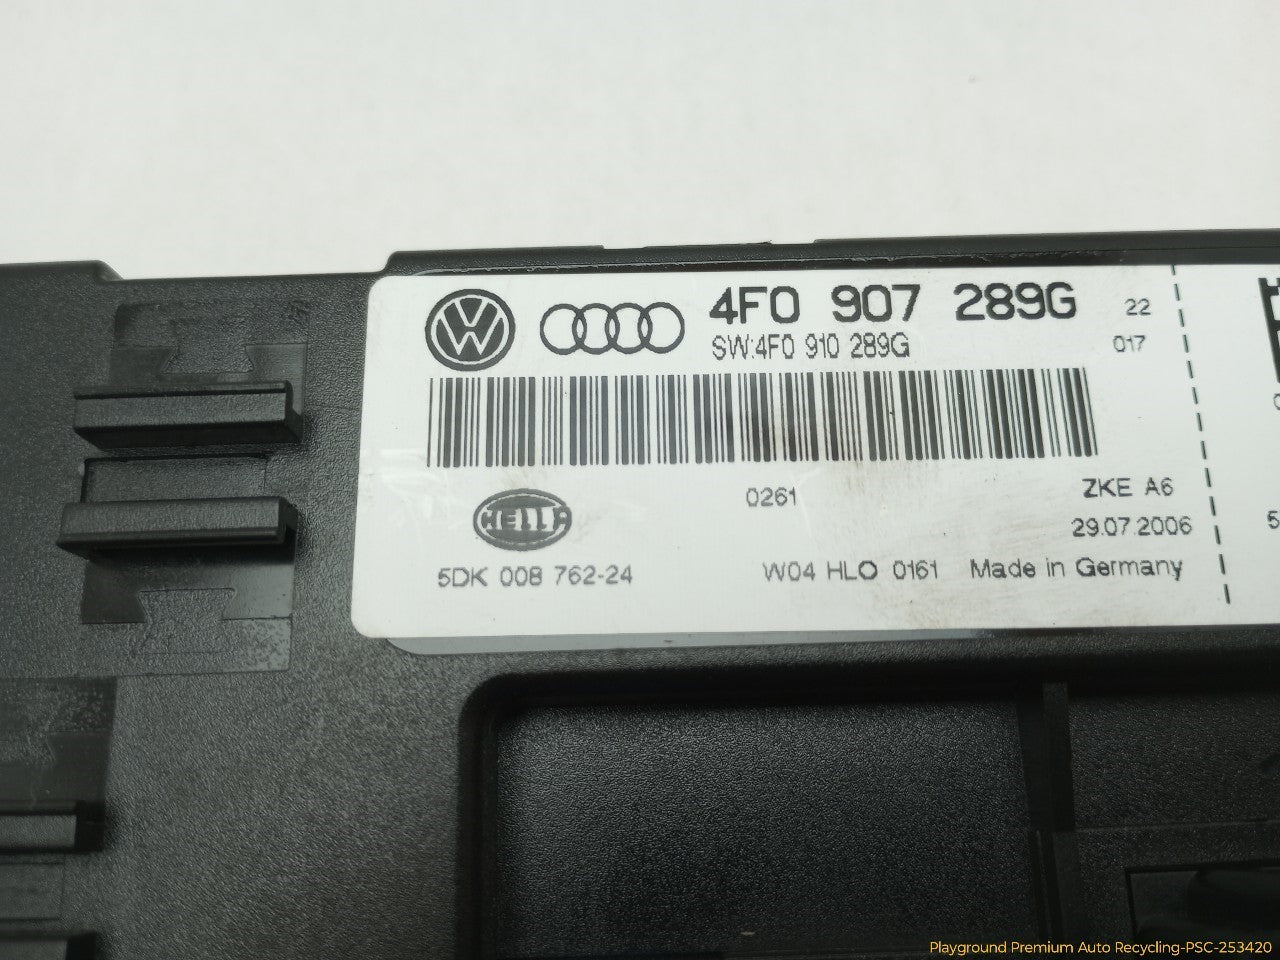 4F0 907 289G 22
SW:4F0 910 289G 017
0261 ZKE A6
HELLA
29.07.2006
5DK 008 762-24 W04 HLO 0161 Made in Germany
Playground Premium Auto Recycling-PSC-253420